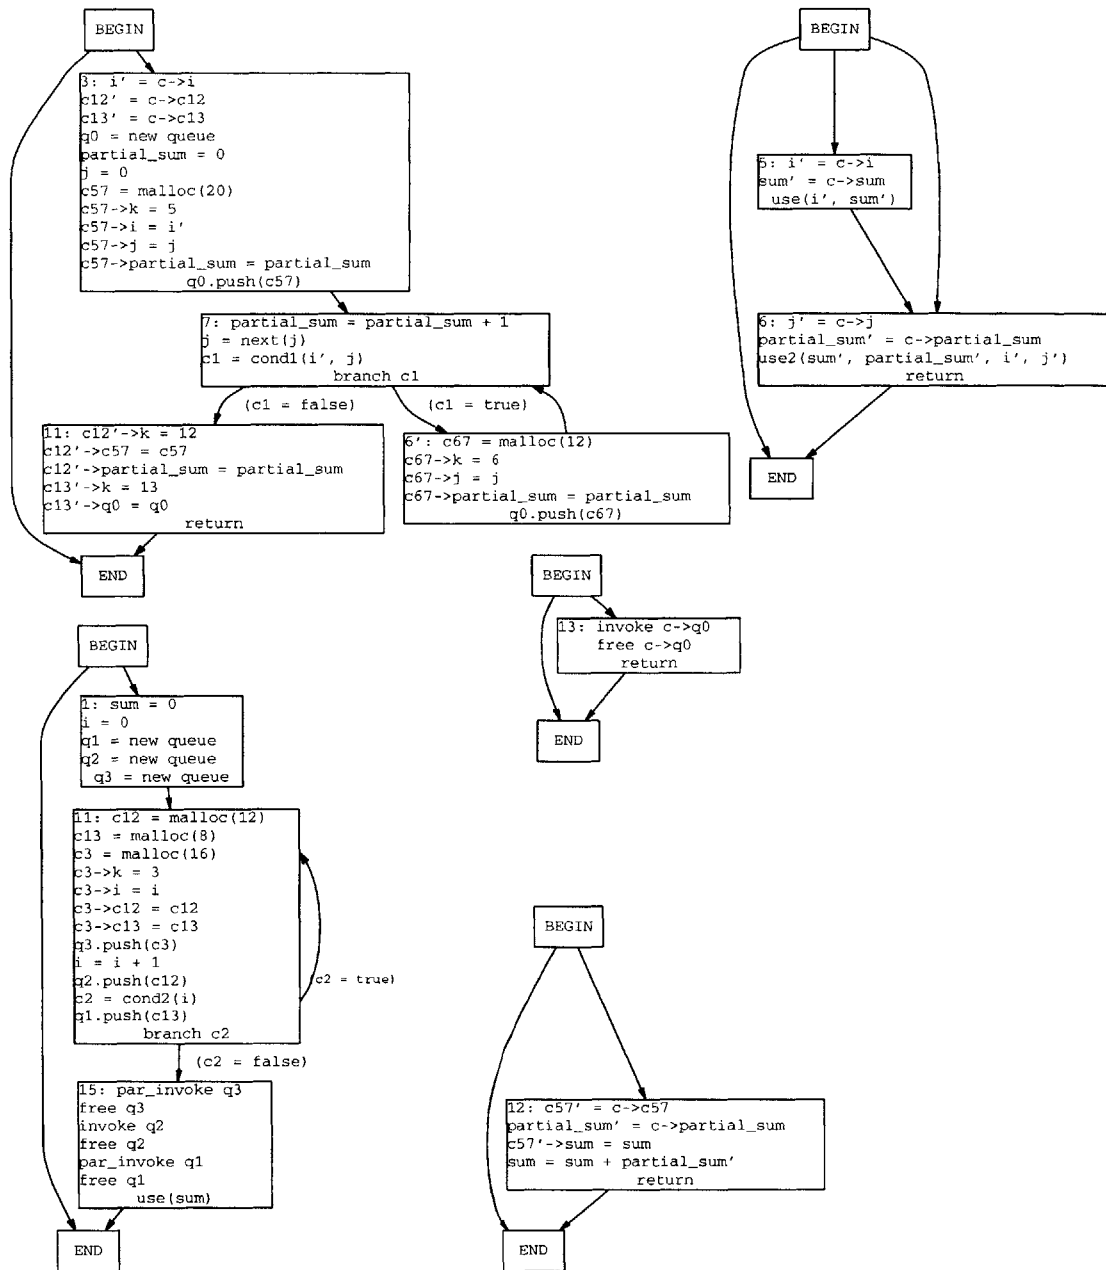 BEGIN
3: i' = c->i
c12' = c->c12
c13' = c->c13
q0 = new queue
partial_sum = 0
j = 0
c57 = malloc(20)
c57->k = 5
c57->i = i'
c57->j = j
c57->partial_sum = partial_sum
q0.push(c57)
7: partial_sum = partial_sum + 1
j = next(j)
c1 = cond1(i', j)
branch c1
(c1 = false)
(c1 = true)
11: c12'->k = 12
c12'->c57 = c57
c12'->partial_sum = partial_sum
c13'->k = 13
c13'->q0 = q0
return
6': c67 = malloc(12)
c67->k = 6
c67->j = j
c67->partial_sum = partial_sum
q0.push(c67)
END
BEGIN
5: i' = c->i
sum' = c->sum
use(i', sum')
6: j' = c->j
partial_sum' = c->partial_sum
use2(sum', partial_sum', i', j')
return
END
BEGIN
13: invoke c->q0
free c->q0
return
END
BEGIN
1: sum = 0
i = 0
q1 = new queue
q2 = new queue
q3 = new queue
11: c12 = malloc(12)
c13 = malloc(8)
c3 = malloc(16)
c3->k = 3
c3->i = i
c3->c12 = c12
c3->c13 = c13
q3.push(c3)
i = i + 1
q2.push(c12)
c2 = cond2(i)
q1.push(c13)
branch c2
(c2 = true)
(c2 = false)
15: par_invoke q3
free q3
invoke q2
free q2
par_invoke q1
free q1
use(sum)
END
BEGIN
12: c57' = c->c57
partial_sum' = c->partial_sum
c57'->sum = sum
sum = sum + partial_sum'
return
END